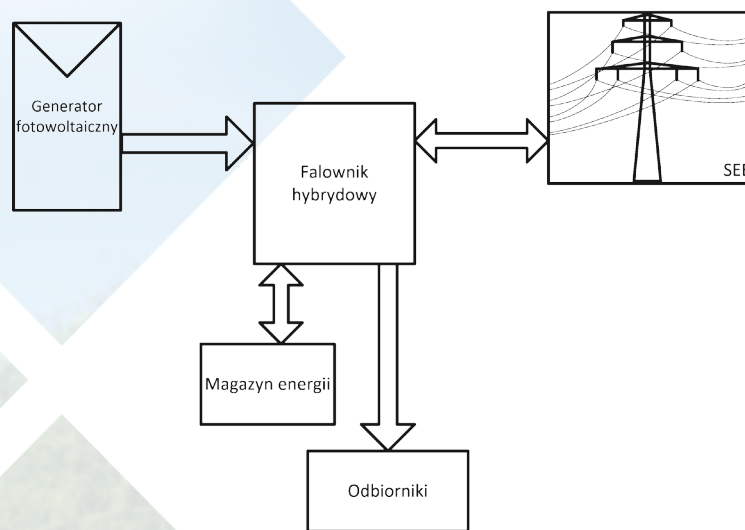 Generator
fotowoltaiczny
Falownik
hybrydowy
Magazyn energii
Odbiorniki